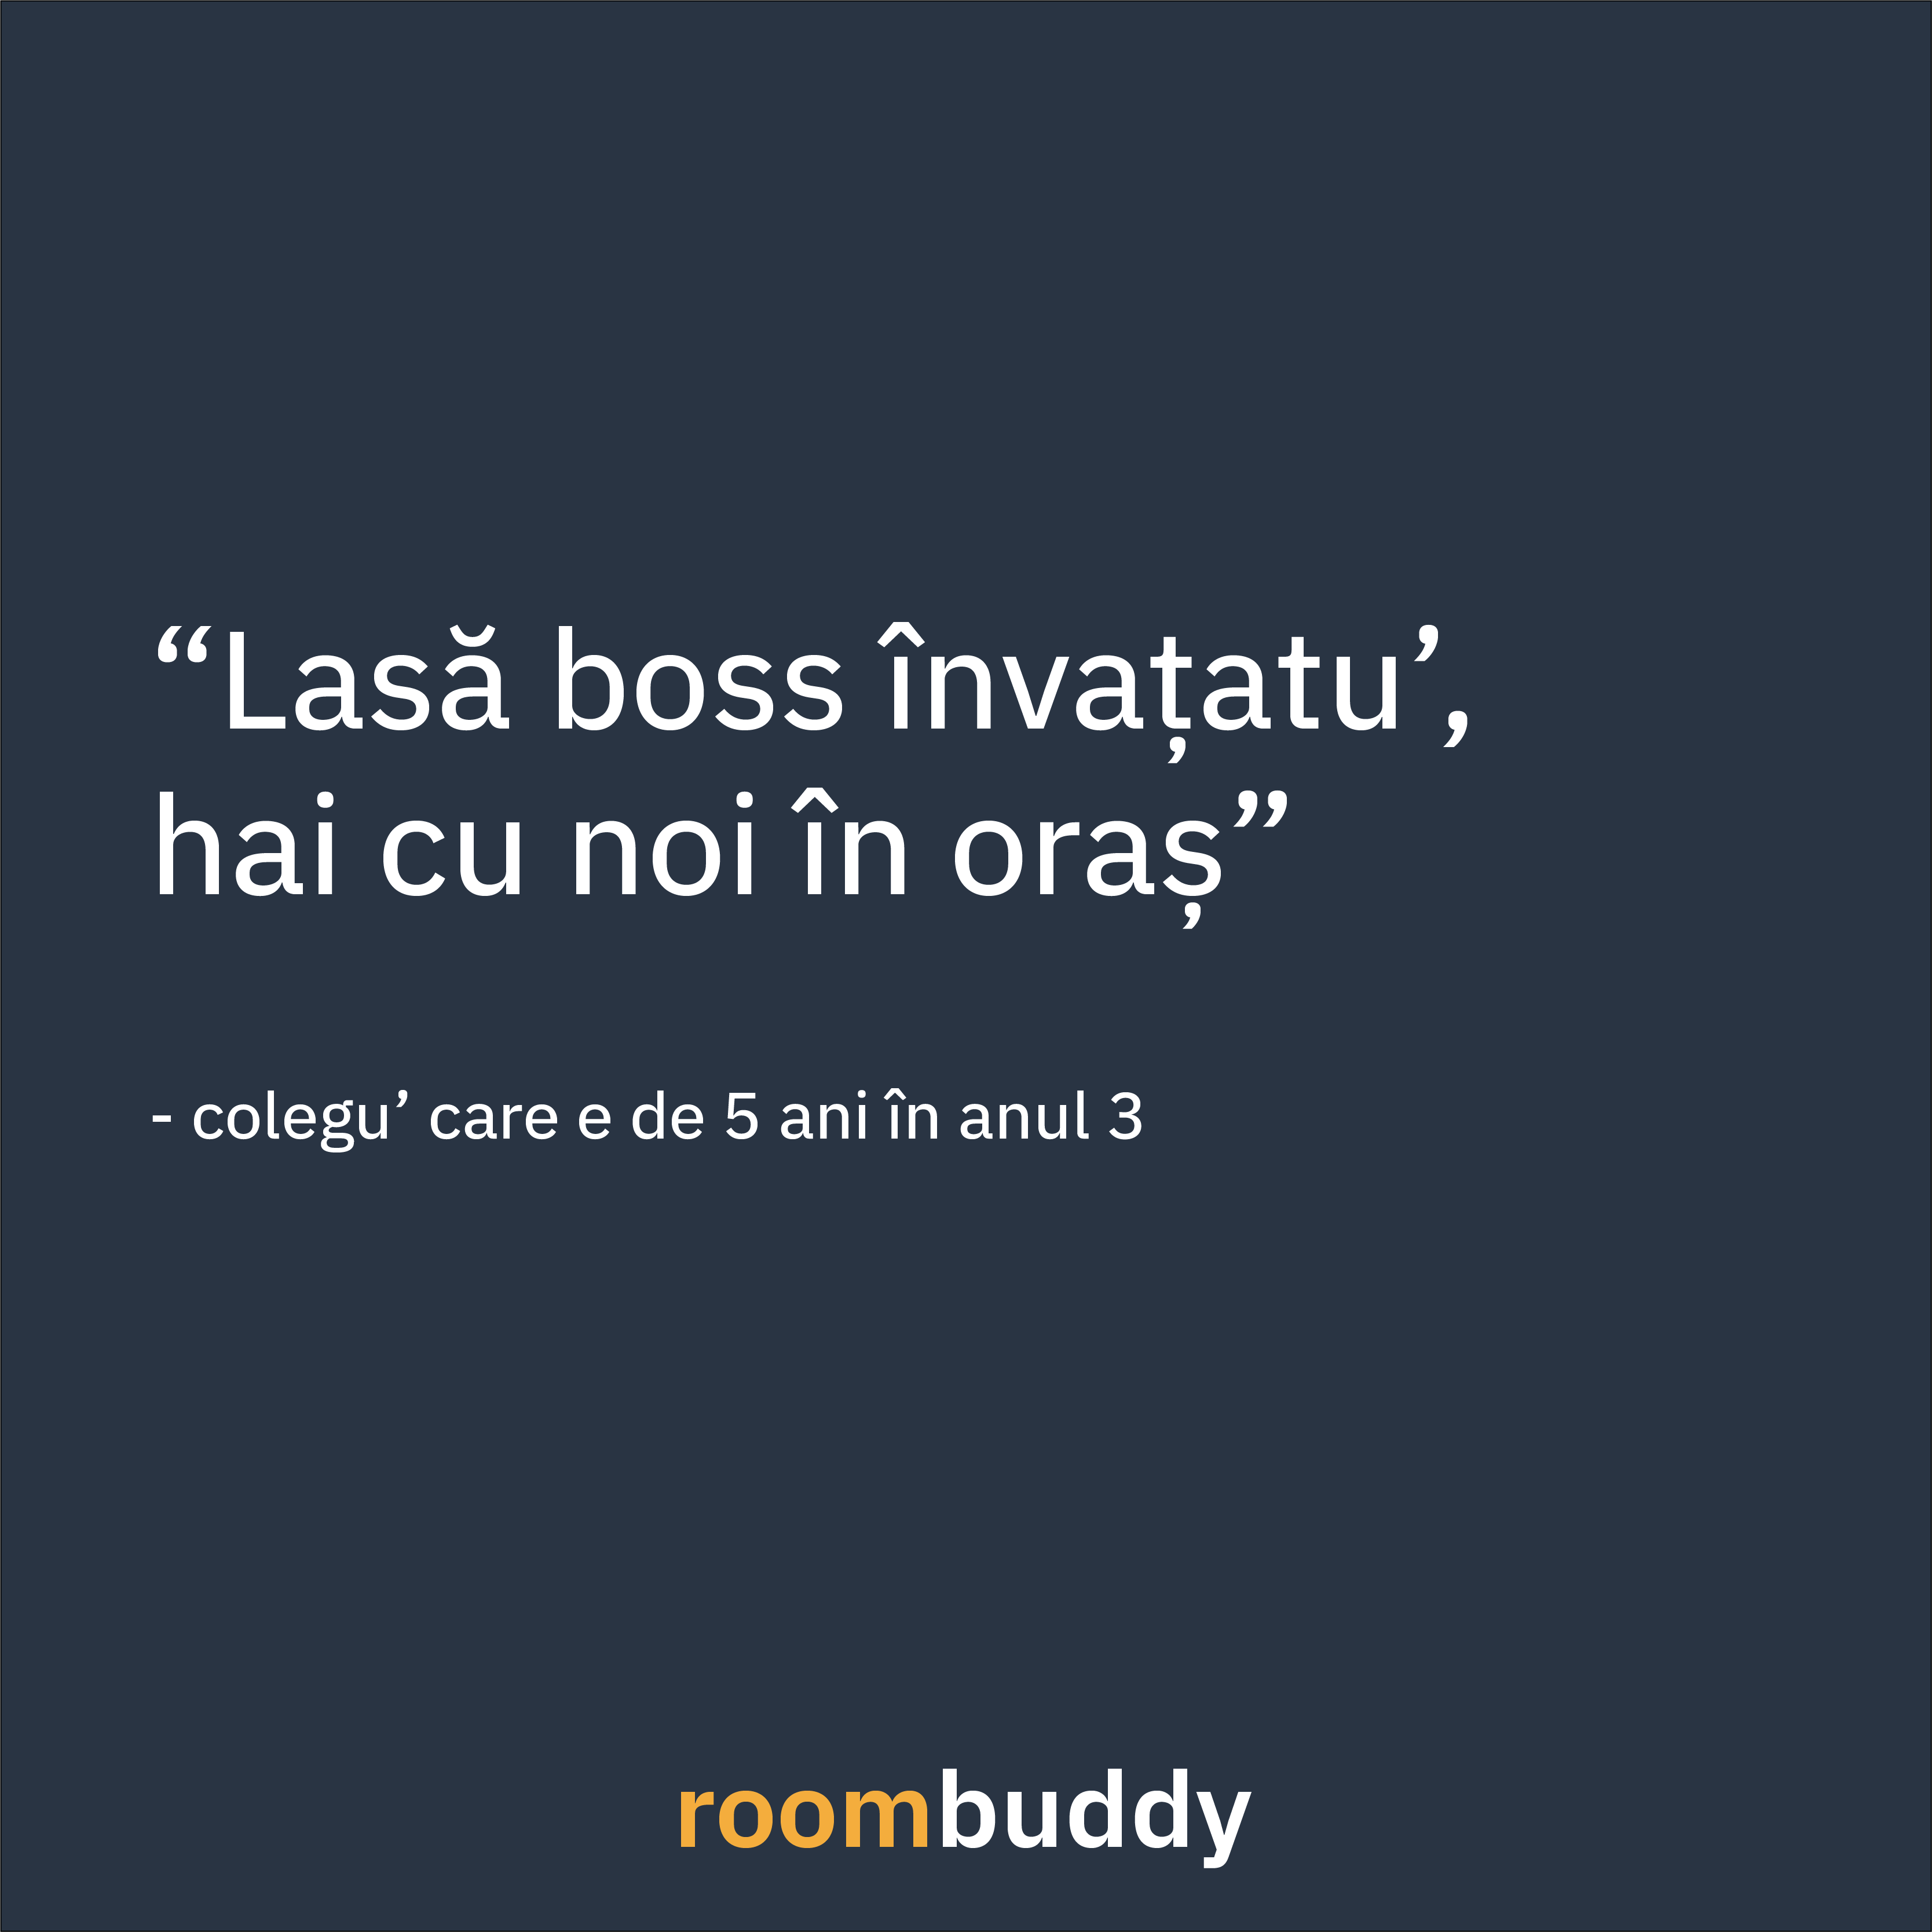 “Lasă boss învațatu’,
hai cu noi în oraș”
- colegu’ care e de 5 ani în anul 3
roombuddy